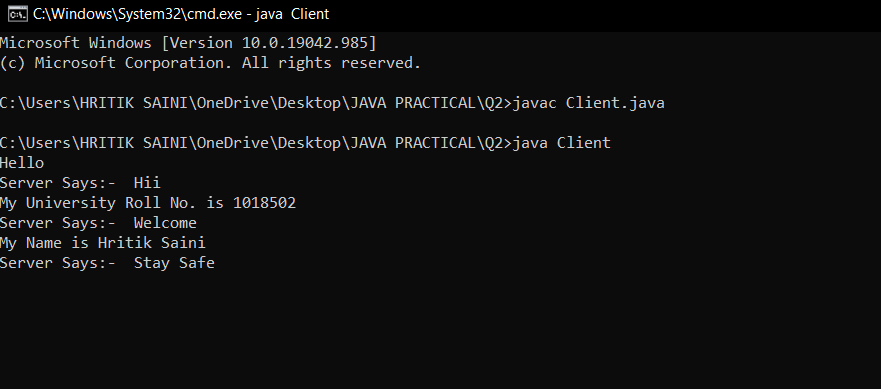 C:\Windows\System32\cmd.exe - java  Client
Microsoft Windows [Version 10.0.19042.985]
(c) Microsoft Corporation. All rights reserved.
C:\Users\HRITIK SAINI\OneDrive\Desktop\JAVA PRACTICAL\Q2>javac Client.java
C:\Users\HRITIK SAINI\OneDrive\Desktop\JAVA PRACTICAL\Q2>java Client
Hello
Server Says:-  Hii
My University Roll No. is 1018502
Server Says:-  Welcome
My Name is Hritik Saini
Server Says:-  Stay Safe